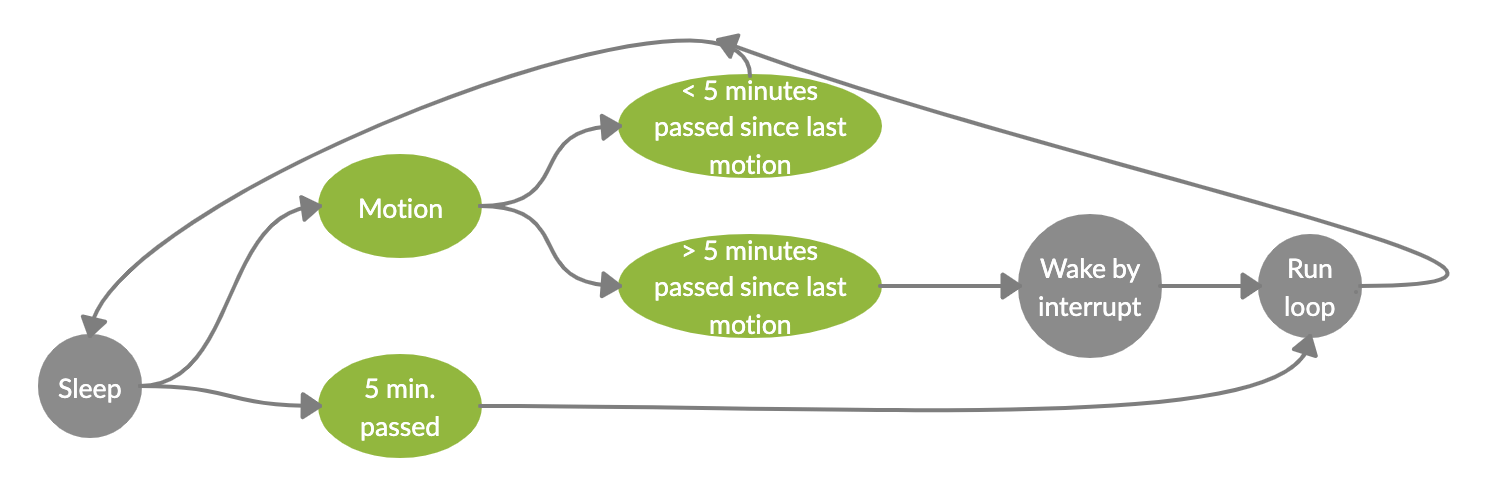 < 5 minutes
passed since last
motion
Motion
> 5 minutes
passed since last
motion
Wake by
interrupt
Run
loop
Sleep
5 min.
passed